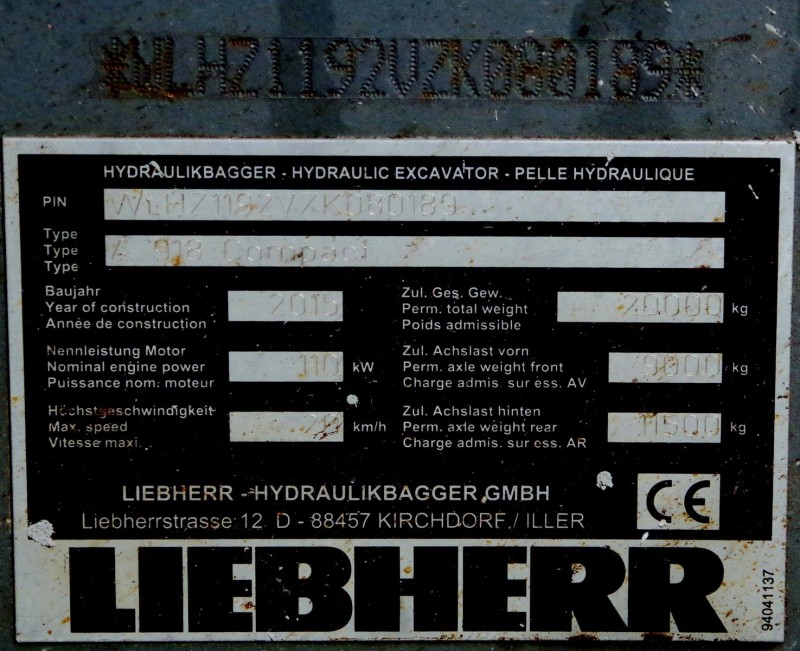 *WLHZ1192VZK080189*
HYDRAULIKBAGGER - HYDRAULIC EXCAVATOR - PELLE HYDRAULIQUE
PIN WLHZ1192VZK080189
Type
Type A 918 Compact
Type
Baujahr
Year of construction 2015
Année de construction
Zul. Ges. Gew.
Perm. total weight 20000 kg
Poids admissible
Nennleistung Motor
Nominal engine power 110 kW
Puissance nom. moteur
Zul. Achslast vorn
Perm. axle weight front 9000 kg
Charge admis. sur ess. AV
Höchstgeschwindigkeit
Max. speed 20 km/h
Vitesse maxi.
Zul. Achslast hinten
Perm. axle weight rear 11500 kg
Charge admis. sur ess. AR
LIEBHERR - HYDRAULIKBAGGER GMBH
Liebherrstrasse 12 D - 88457 KIRCHDORF / ILLER
CE
LIEBHERR
94041137